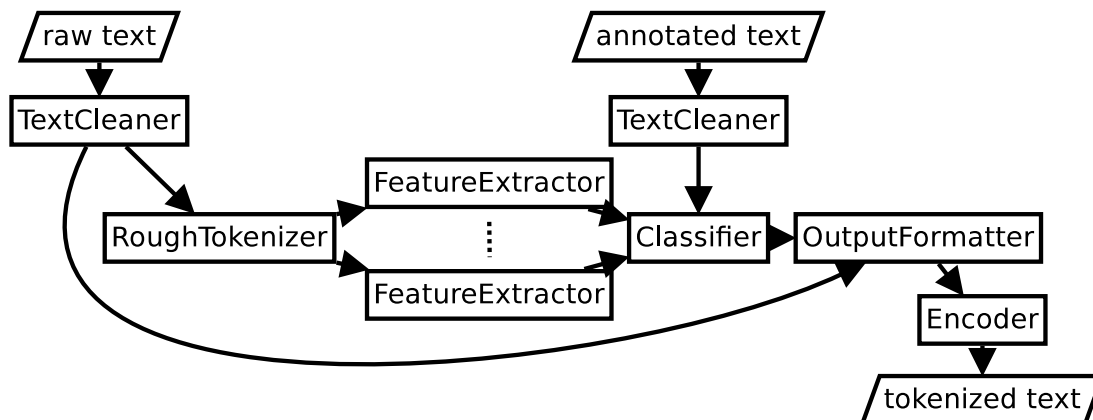 raw text
annotated text
TextCleaner
TextCleaner
FeatureExtractor
RoughTokenizer
Classifier
OutputFormatter
FeatureExtractor
Encoder
tokenized text